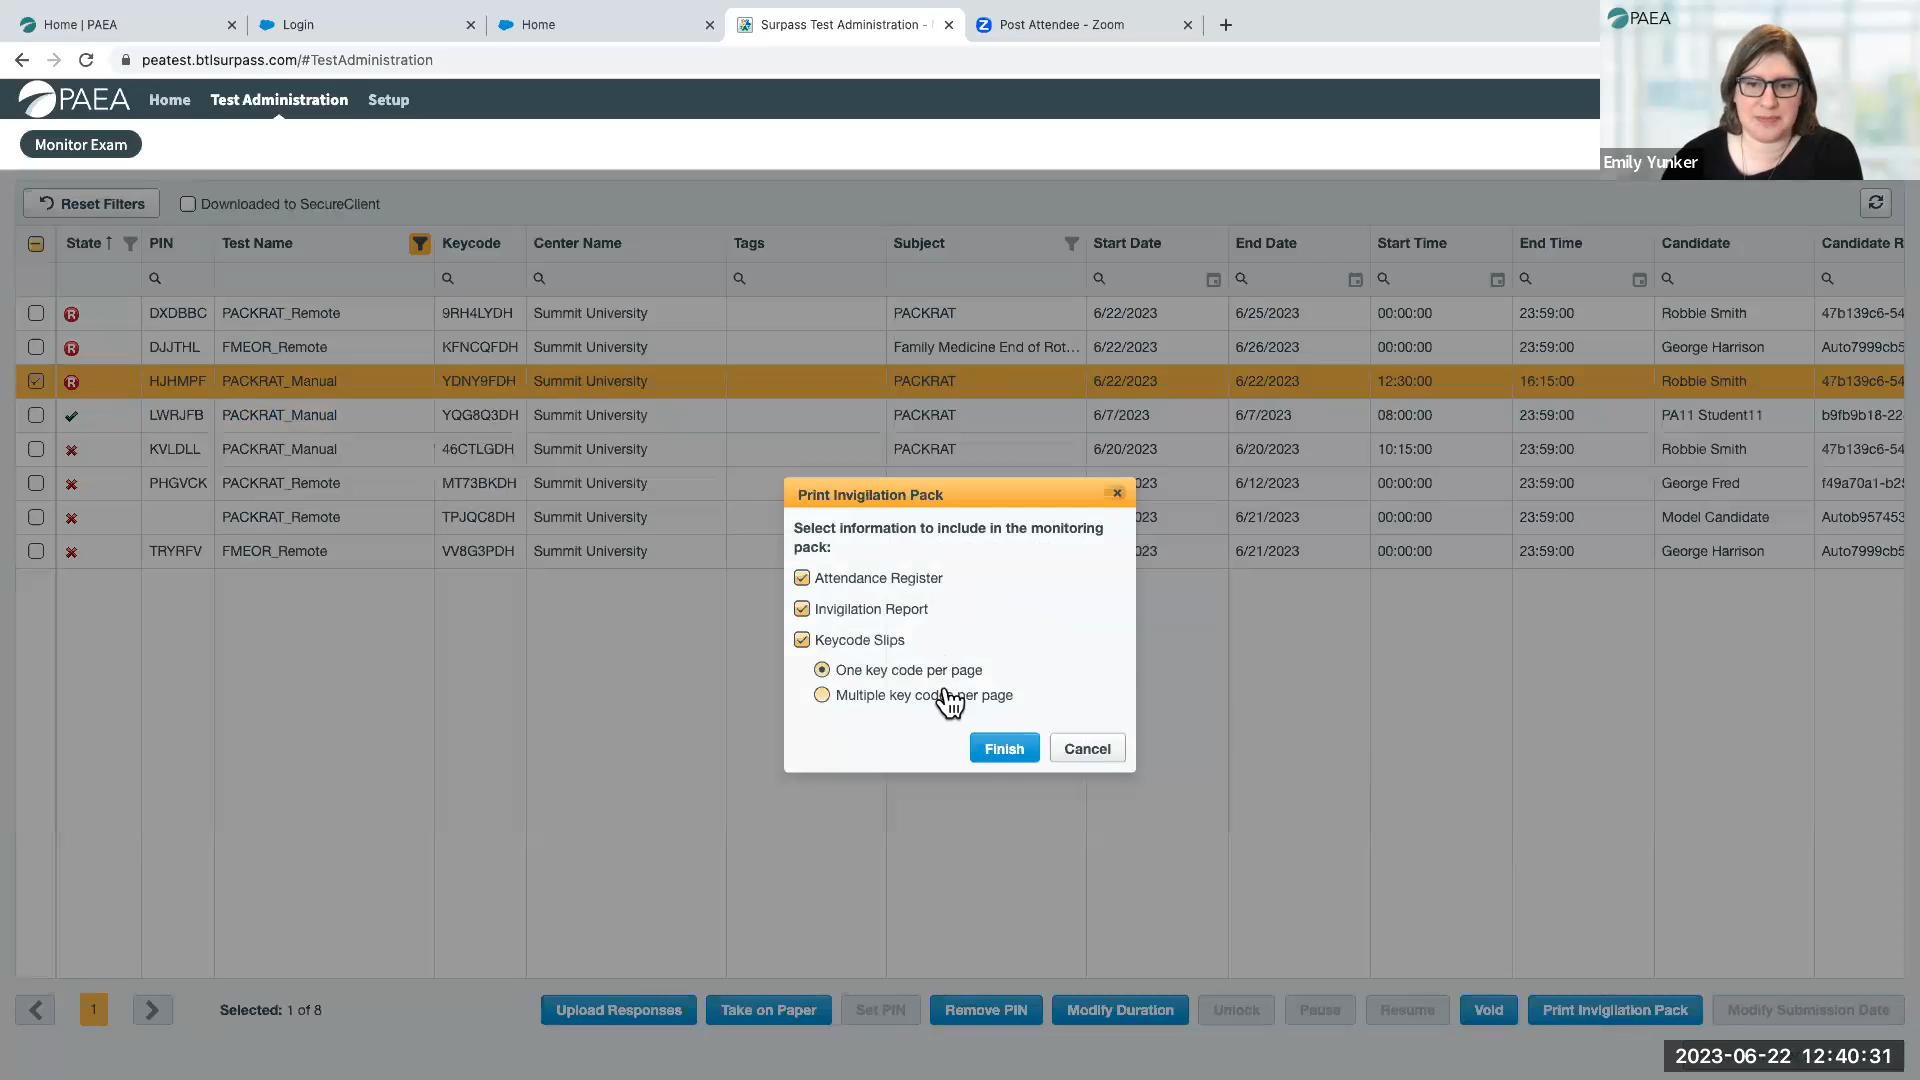 Home | PAEA
Login
Home
Surpass Test Administration -
Post Attendee - Zoom
peatest.btlsurpass.com/#TestAdministration
PAEA Home Test Administration Setup
PAEA
Emily Yunker
Monitor Exam
Reset Filters Downloaded to SecureClient
State PIN Test Name Keycode Center Name Tags Subject Start Date End Date Start Time End Time Candidate Candidate R
R DXDBBC PACKRAT_Remote 9RH4LYDH Summit University PACKRAT 6/22/2023 6/25/2023 00:00:00 23:59:00 Robbie Smith 47b139c6-54
R DJJTHL FMEOR_Remote KFNCQFDH Summit University Family Medicine End of Rot... 6/22/2023 6/26/2023 00:00:00 23:59:00 George Harrison Auto7999cb5
R HJHMPF PACKRAT_Manual YDNY9FDH Summit University PACKRAT 6/22/2023 6/22/2023 12:30:00 16:15:00 Robbie Smith 47b139c6-54
LWRJFB PACKRAT_Manual YQG8Q3DH Summit University PACKRAT 6/7/2023 6/7/2023 08:00:00 23:59:00 PA11 Student11 b9fb9b18-22
KVLDLL PACKRAT_Manual 46CTLGDH Summit University PACKRAT 6/20/2023 6/20/2023 10:15:00 23:59:00 Robbie Smith 47b139c6-54
PHGVCK PACKRAT_Remote MT73BKDH Summit University 023 6/12/2023 00:00:00 23:59:00 George Fred f49a70a1-b25
PACKRAT_Remote TPJQC8DH Summit University 023 6/21/2023 00:00:00 23:59:00 Model Candidate Autob957453
TRYRFV FMEOR_Remote VV8G3PDH Summit University 023 6/21/2023 00:00:00 23:59:00 George Harrison Auto7999cb5
Print Invigilation Pack
Select information to include in the monitoring
pack:
Attendance Register
Invigilation Report
Keycode Slips
One key code per page
Multiple key code per page
Finish Cancel
1 Selected: 1 of 8 Upload Responses Take on Paper Set PIN Remove PIN Modify Duration Unlock Pause Resume Void Print Invigilation Pack Modify Submission Date
2023-06-22 12:40:31